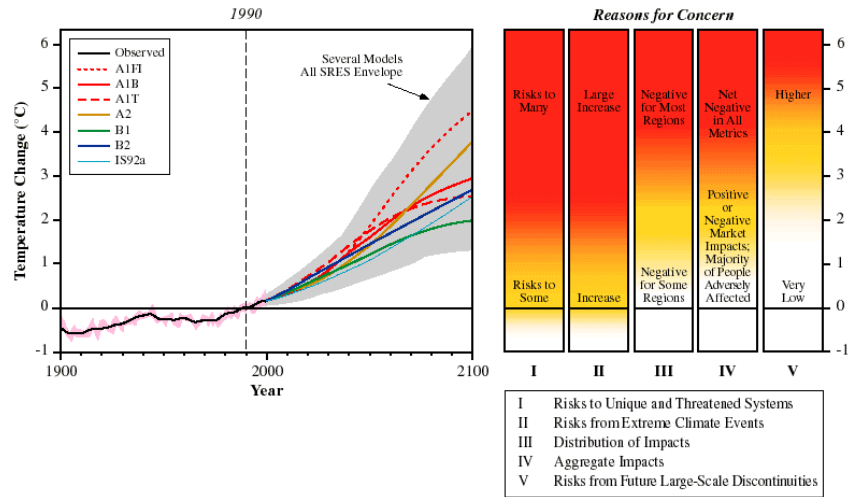 1990
Reasons for Concern
6
5
4
3
2
1
0
-1
Temperature Change (°C)
Observed
A1FI
A1B
A1T
A2
B1
B2
IS92a
Several Models
All SRES Envelope
1900
2000
2100
Year
Risks to
Many
Risks to
Some
Large
Increase
Increase
Negative
for Most
Regions
Negative
for Some
Regions
Net
Negative
in All
Metrics
Positive
or
Negative
Market
Impacts;
Majority
of People
Adversely
Affected
Higher
Very
Low
6
5
4
3
2
1
0
-1
I
II
III
IV
V
I Risks to Unique and Threatened Systems
II Risks from Extreme Climate Events
III Distribution of Impacts
IV Aggregate Impacts
V Risks from Future Large-Scale Discontinuities